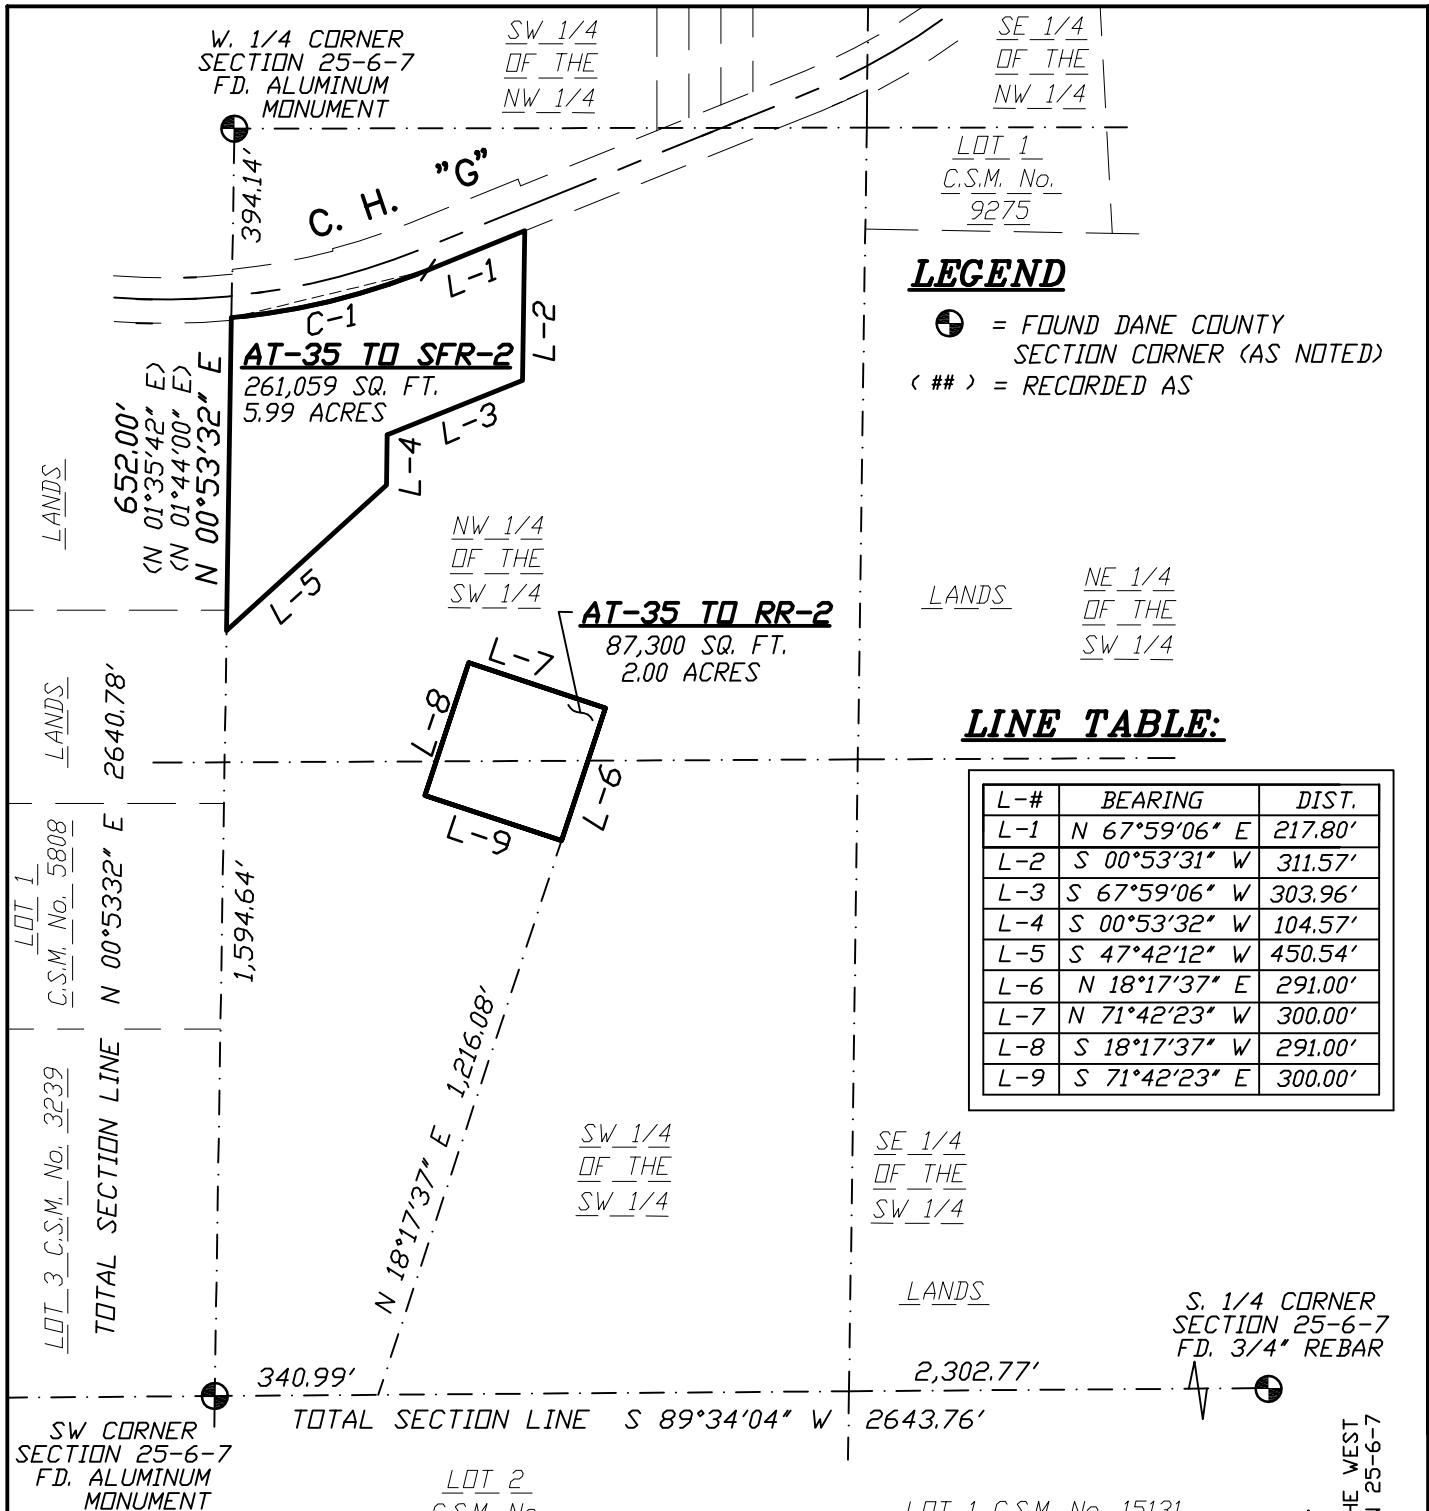 W. 1/4 CORNER
SECTION 25-6-7
FD. ALUMINUM
MONUMENT
SW 1/4
OF THE
NW 1/4
SE 1/4
OF THE
NW 1/4
LOT 1
C.S.M. No.
9275
394.14'
C. H. "G"
LEGEND
= FOUND DANE COUNTY
SECTION CORNER (AS NOTED)
( ## ) = RECORDED AS
L-1
C-1
L-2
AT-35 TO SFR-2
261,059 SQ. FT.
5.99 ACRES
L-3
L-4
L-5
652.00'
(N 01°35'42" E)
(N 01°44'00" E)
N 00°53'32" E
LANDS
NW 1/4
OF THE
SW 1/4
LANDS
NE 1/4
OF THE
SW 1/4
AT-35 TO RR-2
87,300 SQ. FT.
2.00 ACRES
L-7
L-8
L-6
L-9
LANDS
LOT 1
C.S.M. No. 5808
LOT 3 C.S.M. No. 3239
TOTAL SECTION LINE N 00°5332" E 2640.78'
1,594.64'
N 18°17'37" E 1,216.08'
LINE TABLE:
L-# BEARING DIST.
L-1 N 67°59'06" E 217.80'
L-2 S 00°53'31" W 311.57'
L-3 S 67°59'06" W 303.96'
L-4 S 00°53'32" W 104.57'
L-5 S 47°42'12" W 450.54'
L-6 N 18°17'37" E 291.00'
L-7 N 71°42'23" W 300.00'
L-8 S 18°17'37" W 291.00'
L-9 S 71°42'23" E 300.00'
SW 1/4
OF THE
SW 1/4
SE 1/4
OF THE
SW 1/4
LANDS
S. 1/4 CORNER
SECTION 25-6-7
FD. 3/4" REBAR
340.99'
2,302.77'
TOTAL SECTION LINE S 89°34'04" W 2643.76'
SW CORNER
SECTION 25-6-7
FD. ALUMINUM
MONUMENT
LOT 2
C.S.M. No.
LOT 1 C.S.M. No. 15131
HE WEST
25-6-7